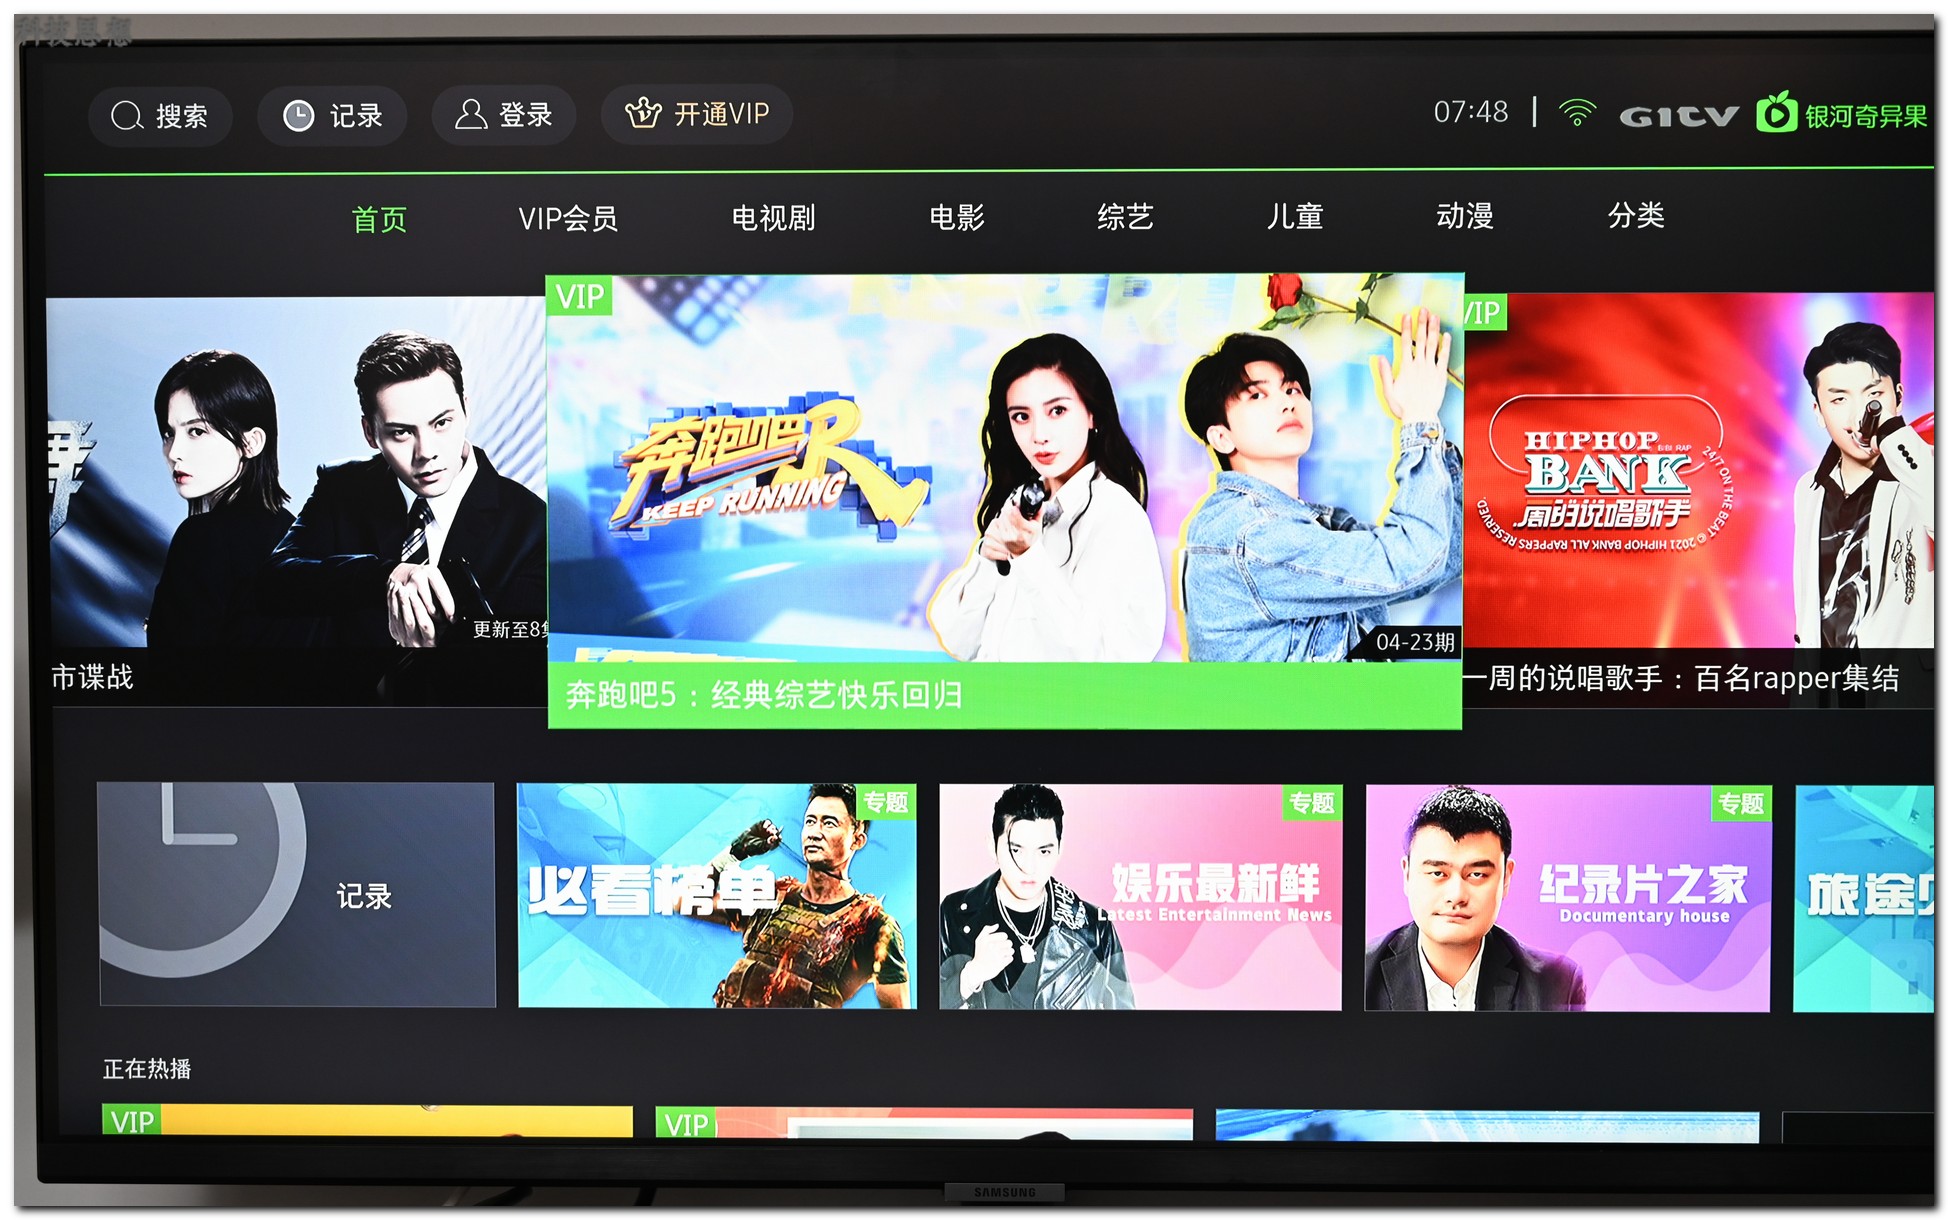 科技思想
搜索
记录
登录
开通VIP
07:48
GITV
银河奇异果
首页
VIP会员
电视剧
电影
综艺
儿童
动漫
分类
更新至8集
市谍战
VIP
奔跑吧R
KEEP RUNNING
04-23期
奔跑吧5：经典综艺快乐回归
VIP
HIPHOP
BANK
一周的说唱歌手
24/7 ON THE BEAT © 2021 HIPHOP BANK ALL RAPPERS RESERVED.
一周的说唱歌手：百名rapper集结
记录
必看榜单
专题
娱乐最新鲜
Latest Entertainment News
专题
纪录片之家
Documentary house
专题
旅途
正在热播
VIP
VIP
SAMSUNG